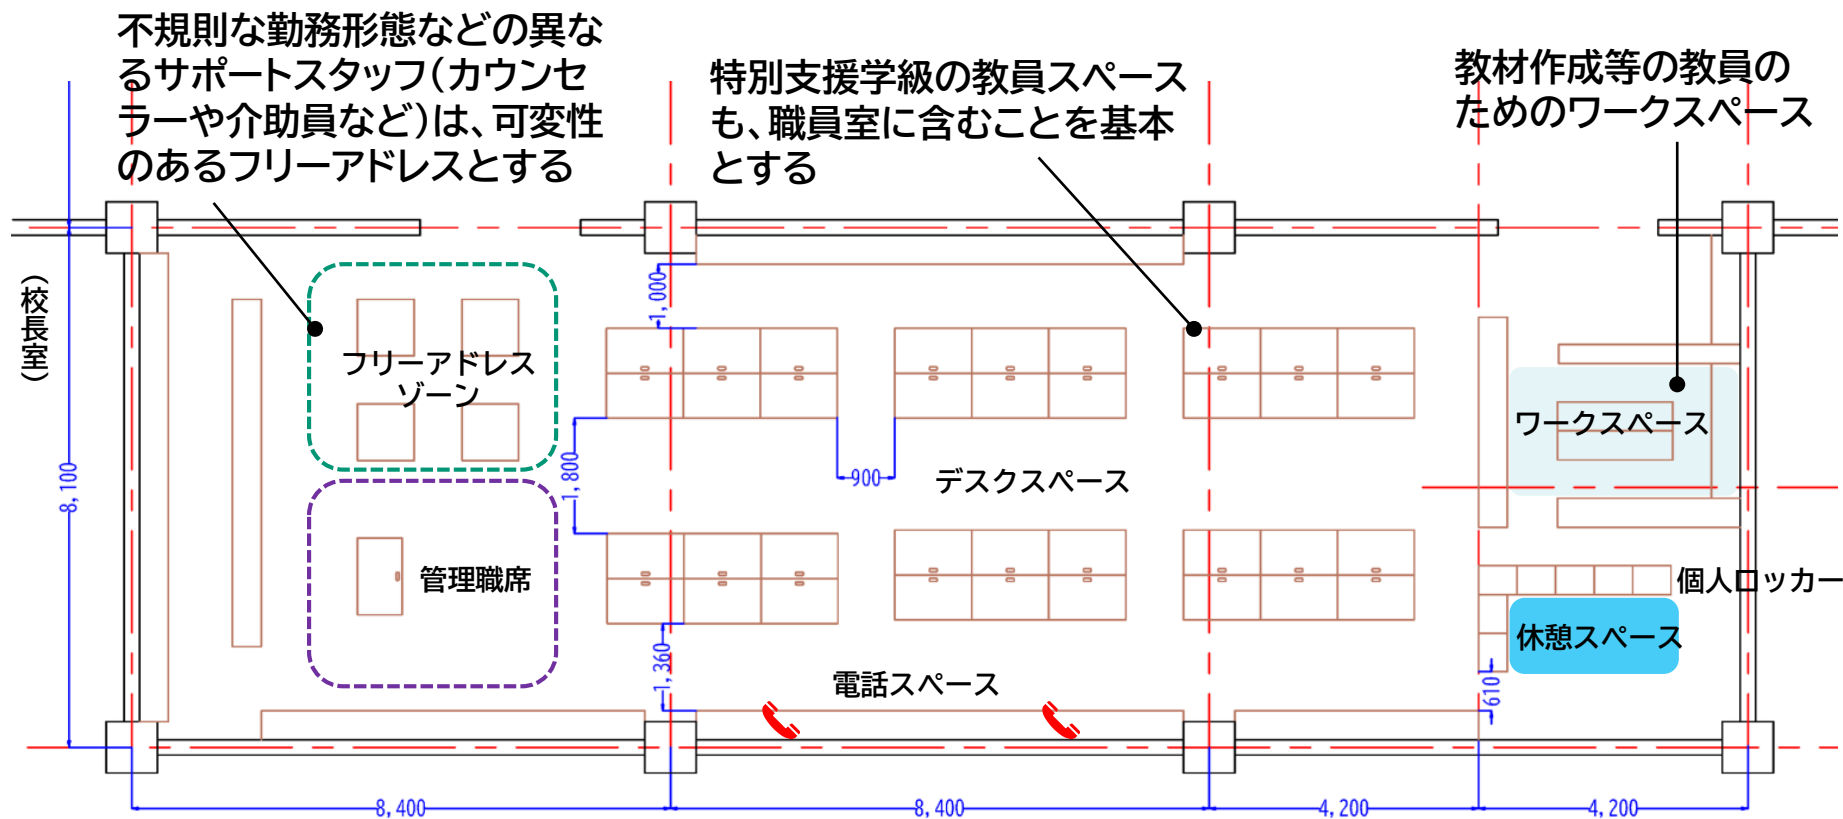 不規則な勤務形態などの異な
るサポートスタッフ(カウンセ
ラーや介助員など)は、可変性
のあるフリーアドレスとする
特別支援学級の教員スペース
も、職員室に含むことを基本
とする
教材作成等の教員の
ためのワークスペース
(校長室)
1,000
フリーアドレス
ゾーン
ワークスペース
8,100
1,800
900
デスクスペース
管理職席
個人ロッカー
休憩スペース
1,360
電話スペース
610
8,400
8,400
4,200
4,200